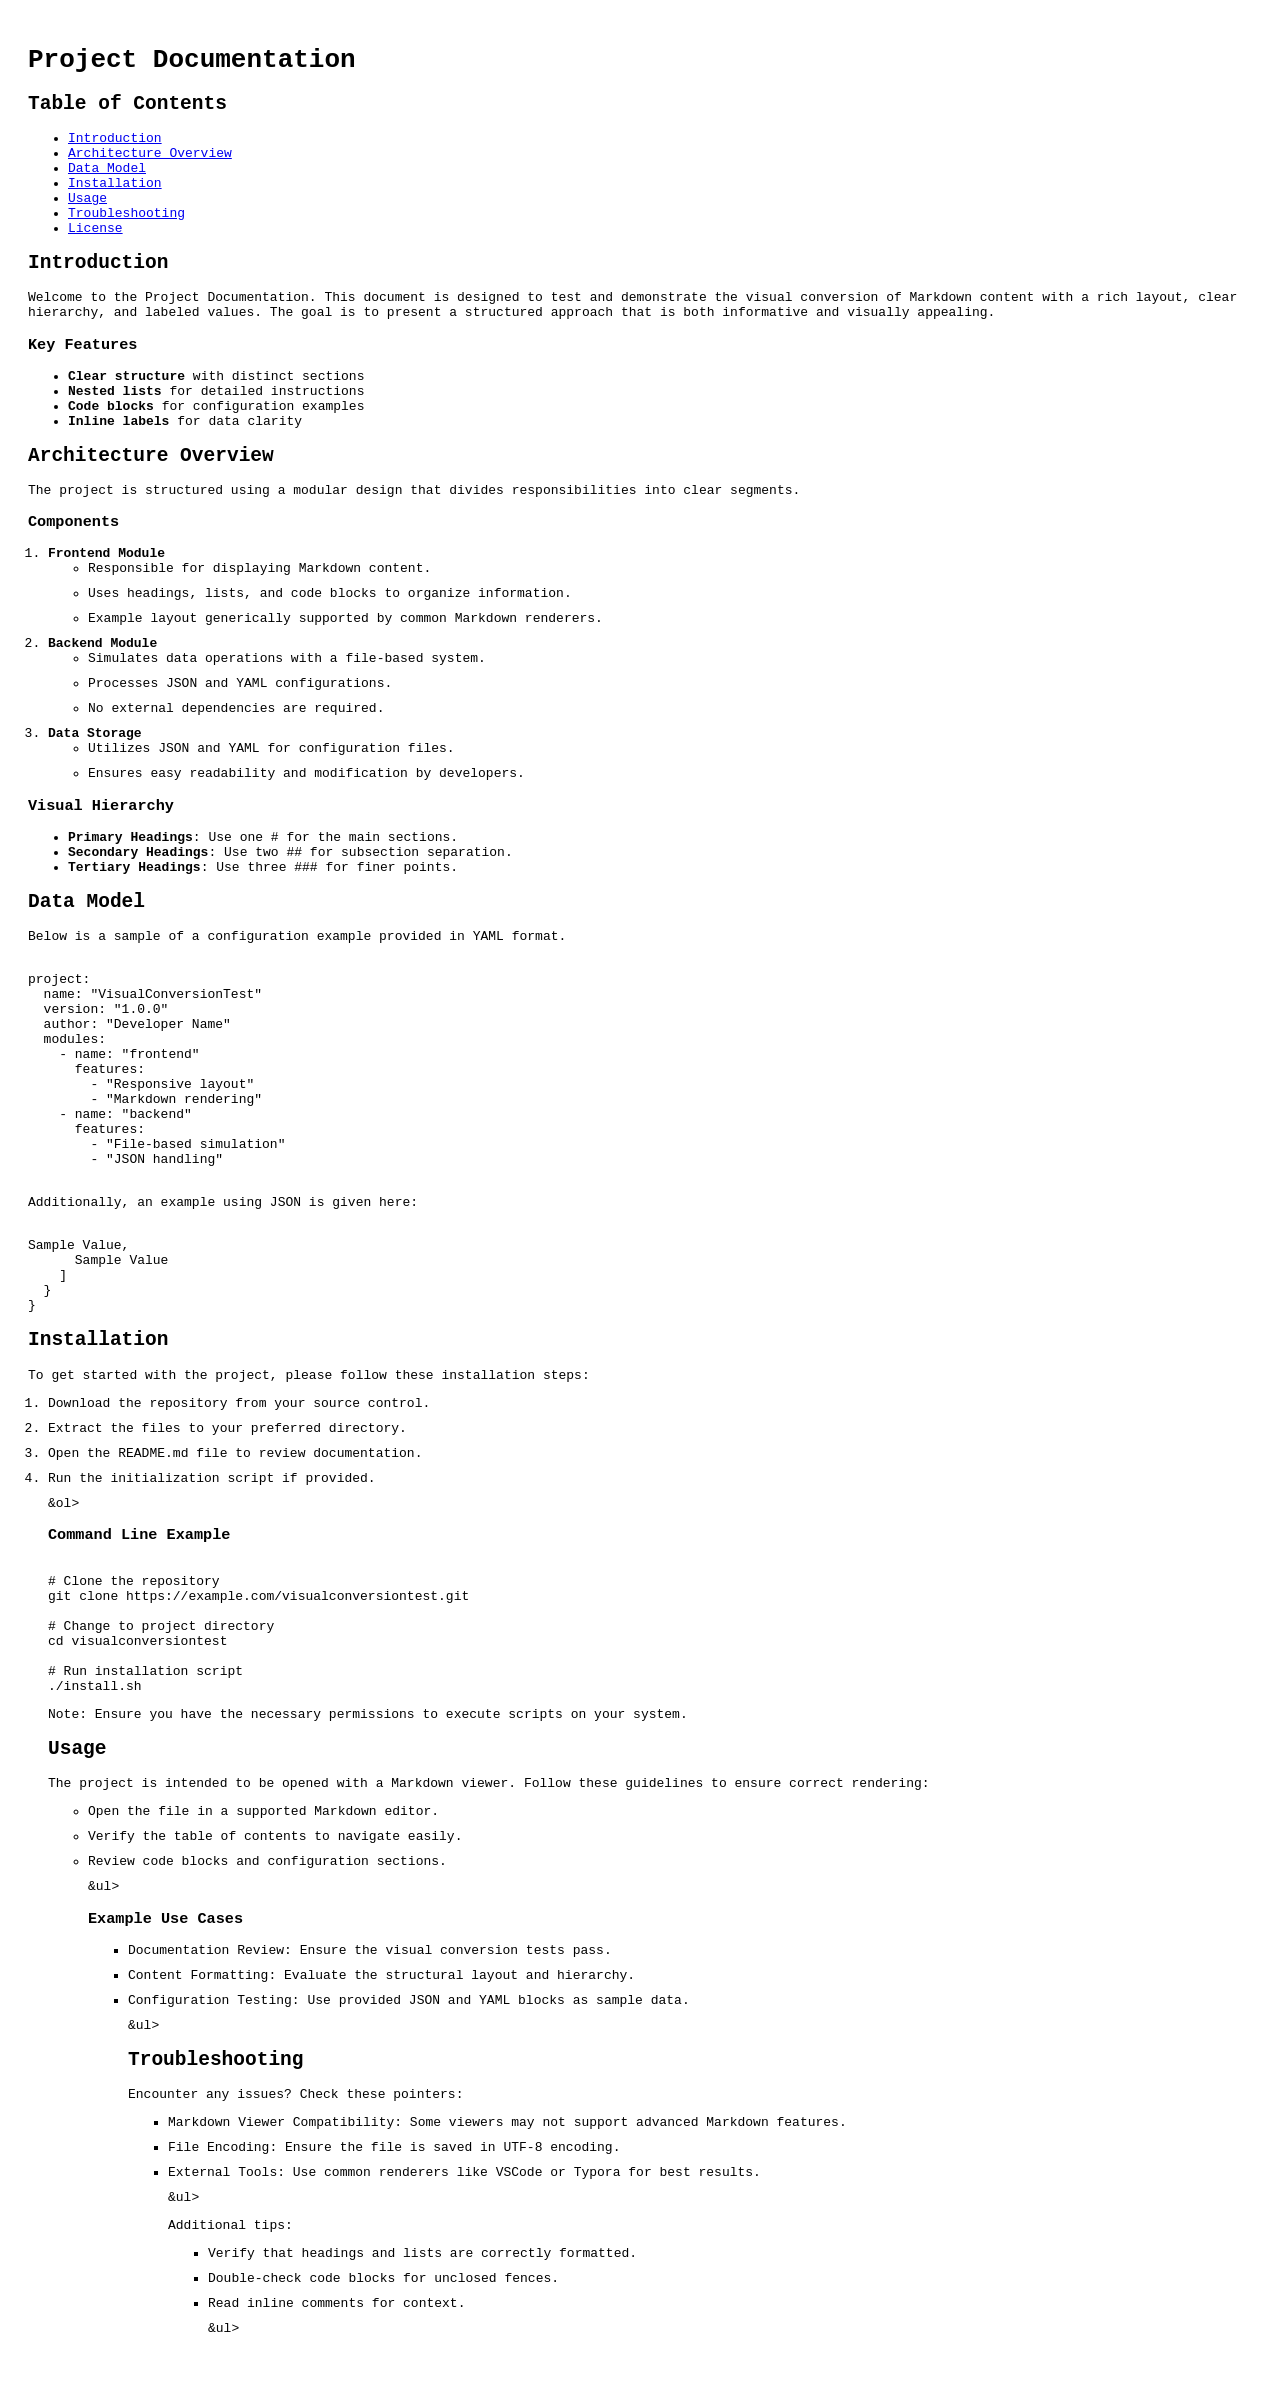 Project Documentation
Table of Contents
• Introduction
• Architecture Overview
• Data Model
• Installation
• Usage
• Troubleshooting
• License
Introduction
Welcome to the Project Documentation. This document is designed to test and demonstrate the visual conversion of Markdown content with a rich layout, clear
hierarchy, and labeled values. The goal is to present a structured approach that is both informative and visually appealing.
Key Features
• Clear structure with distinct sections
• Nested lists for detailed instructions
• Code blocks for configuration examples
• Inline labels for data clarity
Architecture Overview
The project is structured using a modular design that divides responsibilities into clear segments.
Components
1. Frontend Module
◦ Responsible for displaying Markdown content.
◦ Uses headings, lists, and code blocks to organize information.
◦ Example layout generically supported by common Markdown renderers.
2. Backend Module
◦ Simulates data operations with a file-based system.
◦ Processes JSON and YAML configurations.
◦ No external dependencies are required.
3. Data Storage
◦ Utilizes JSON and YAML for configuration files.
◦ Ensures easy readability and modification by developers.
Visual Hierarchy
• Primary Headings: Use one # for the main sections.
• Secondary Headings: Use two ## for subsection separation.
• Tertiary Headings: Use three ### for finer points.
Data Model
Below is a sample of a configuration example provided in YAML format.
project:
  name: "VisualConversionTest"
  version: "1.0.0"
  author: "Developer Name"
  modules:
    - name: "frontend"
      features:
        - "Responsive layout"
        - "Markdown rendering"
    - name: "backend"
      features:
        - "File-based simulation"
        - "JSON handling"
Additionally, an example using JSON is given here:
Sample Value,
      Sample Value
    ]
  }
}
Installation
To get started with the project, please follow these installation steps:
1. Download the repository from your source control.
2. Extract the files to your preferred directory.
3. Open the README.md file to review documentation.
4. Run the initialization script if provided.
&ol>
Command Line Example
# Clone the repository
git clone https://example.com/visualconversiontest.git
# Change to project directory
cd visualconversiontest
# Run installation script
./install.sh
Note: Ensure you have the necessary permissions to execute scripts on your system.
Usage
The project is intended to be opened with a Markdown viewer. Follow these guidelines to ensure correct rendering:
◦ Open the file in a supported Markdown editor.
◦ Verify the table of contents to navigate easily.
◦ Review code blocks and configuration sections.
&ul>
Example Use Cases
▪ Documentation Review: Ensure the visual conversion tests pass.
▪ Content Formatting: Evaluate the structural layout and hierarchy.
▪ Configuration Testing: Use provided JSON and YAML blocks as sample data.
&ul>
Troubleshooting
Encounter any issues? Check these pointers:
▪ Markdown Viewer Compatibility: Some viewers may not support advanced Markdown features.
▪ File Encoding: Ensure the file is saved in UTF-8 encoding.
▪ External Tools: Use common renderers like VSCode or Typora for best results.
&ul>
Additional tips:
▪ Verify that headings and lists are correctly formatted.
▪ Double-check code blocks for unclosed fences.
▪ Read inline comments for context.
&ul>